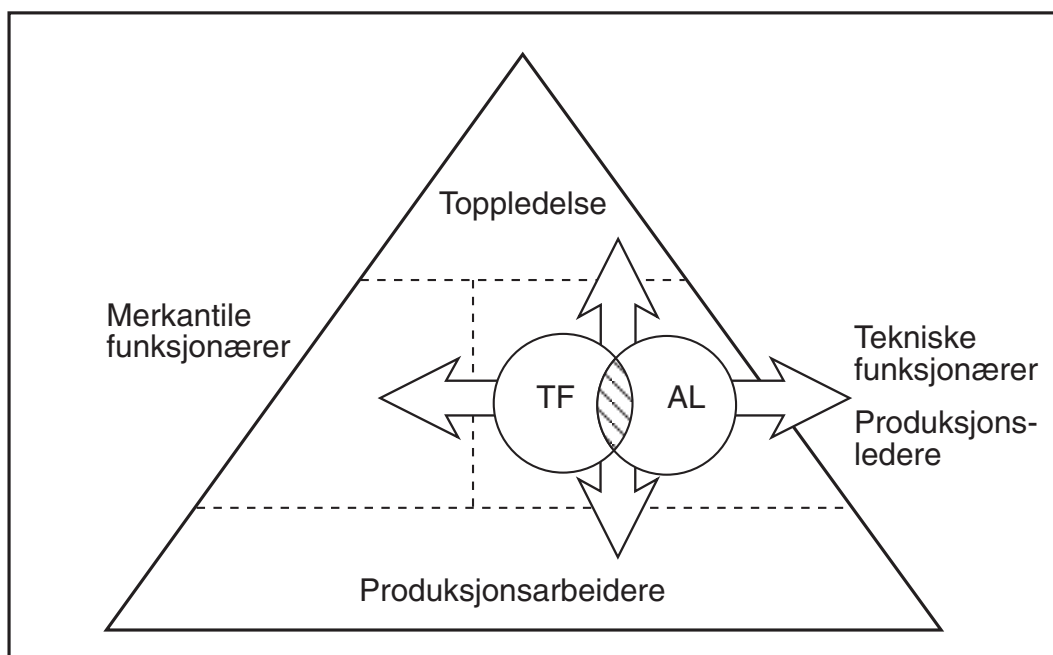 Toppledelse
Merkantile
funksjonærer
TF
AL
Tekniske
funksjonærer
Produksjons-
ledere
Produksjonsarbeidere